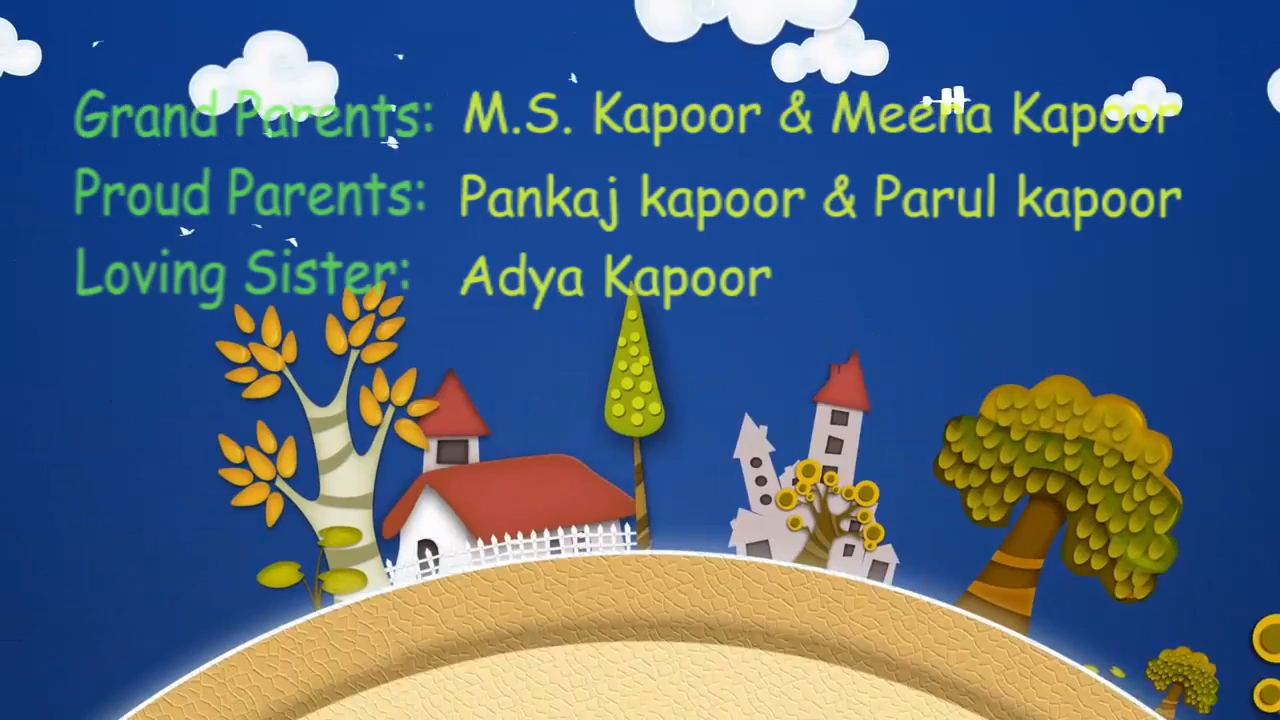 Grand Parents: M.S. Kapoor & Meena Kapoor
Proud Parents: Pankaj kapoor & Parul kapoor
Loving Sister: Adya Kapoor